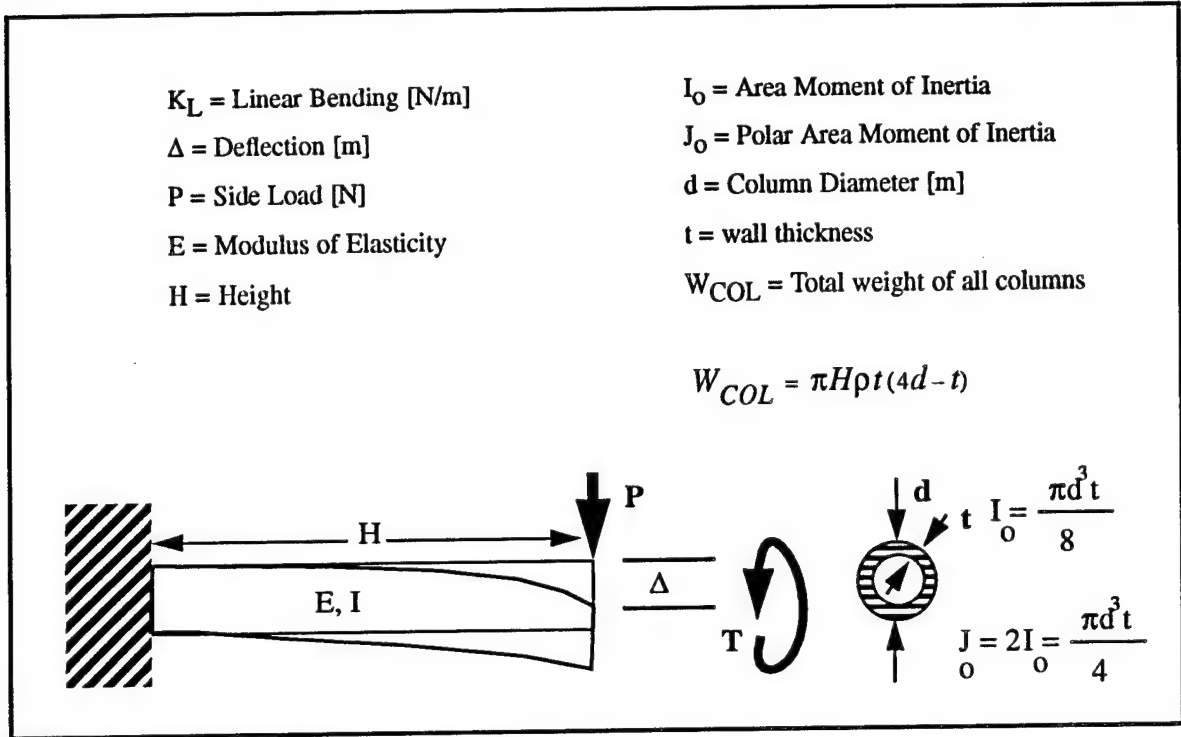 K_L = Linear Bending [N/m]
Δ = Deflection [m]
P = Side Load [N]
E = Modulus of Elasticity
H = Height
I_o = Area Moment of Inertia
J_o = Polar Area Moment of Inertia
d = Column Diameter [m]
t = wall thickness
W_COL = Total weight of all columns
W_COL = πHρt(4d-t)
P
H
E, I
Δ
T
d
t
I_o = πd³t / 8
J_o = 2I_o = πd³t / 4